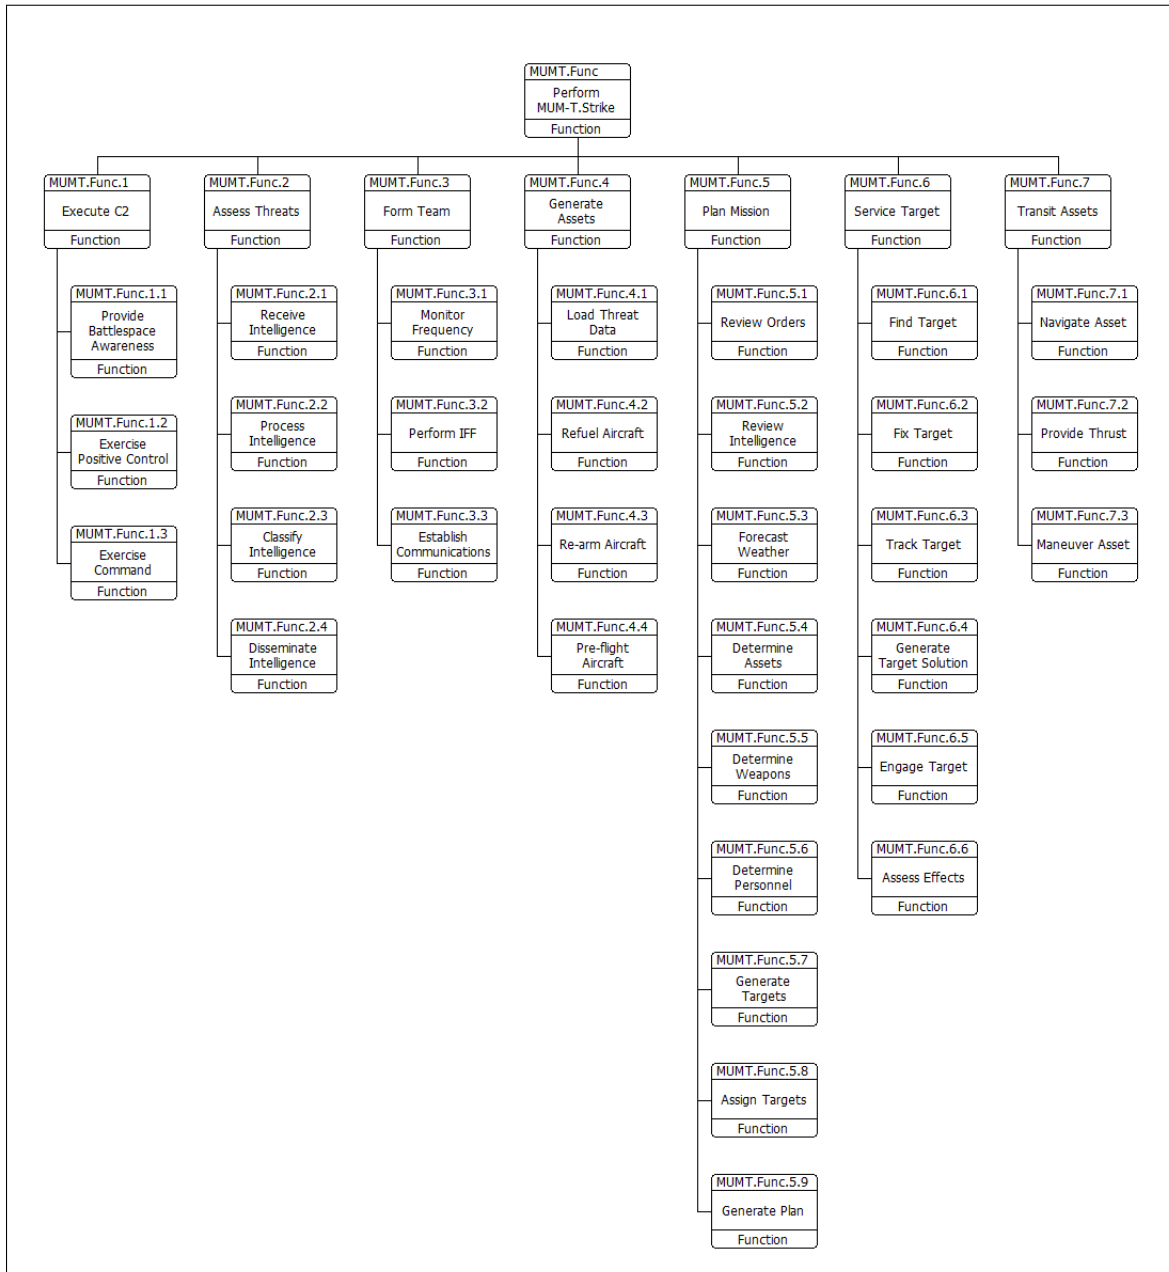 MUMT.Func
Perform
MUM-T.Strike
Function
MUMT.Func.1
Execute C2
Function
MUMT.Func.2
Assess Threats
Function
MUMT.Func.3
Form Team
Function
MUMT.Func.4
Generate
Assets
Function
MUMT.Func.5
Plan Mission
Function
MUMT.Func.6
Service Target
Function
MUMT.Func.7
Transit Assets
Function
MUMT.Func.1.1
Provide
Battlespace
Awareness
Function
MUMT.Func.1.2
Exercise
Positive Control
Function
MUMT.Func.1.3
Exercise
Command
Function
MUMT.Func.2.1
Receive
Intelligence
Function
MUMT.Func.2.2
Process
Intelligence
Function
MUMT.Func.2.3
Classify
Intelligence
Function
MUMT.Func.2.4
Disseminate
Intelligence
Function
MUMT.Func.3.1
Monitor
Frequency
Function
MUMT.Func.3.2
Perform IFF
Function
MUMT.Func.3.3
Establish
Communications
Function
MUMT.Func.4.1
Load Threat
Data
Function
MUMT.Func.4.2
Refuel Aircraft
Function
MUMT.Func.4.3
Re-arm Aircraft
Function
MUMT.Func.4.4
Pre-flight
Aircraft
Function
MUMT.Func.5.1
Review Orders
Function
MUMT.Func.5.2
Review
Intelligence
Function
MUMT.Func.5.3
Forecast
Weather
Function
MUMT.Func.5.4
Determine
Assets
Function
MUMT.Func.5.5
Determine
Weapons
Function
MUMT.Func.5.6
Determine
Personnel
Function
MUMT.Func.5.7
Generate
Targets
Function
MUMT.Func.5.8
Assign Targets
Function
MUMT.Func.5.9
Generate Plan
Function
MUMT.Func.6.1
Find Target
Function
MUMT.Func.6.2
Fix Target
Function
MUMT.Func.6.3
Track Target
Function
MUMT.Func.6.4
Generate
Target Solution
Function
MUMT.Func.6.5
Engage Target
Function
MUMT.Func.6.6
Assess Effects
Function
MUMT.Func.7.1
Navigate Asset
Function
MUMT.Func.7.2
Provide Thrust
Function
MUMT.Func.7.3
Maneuver Asset
Function